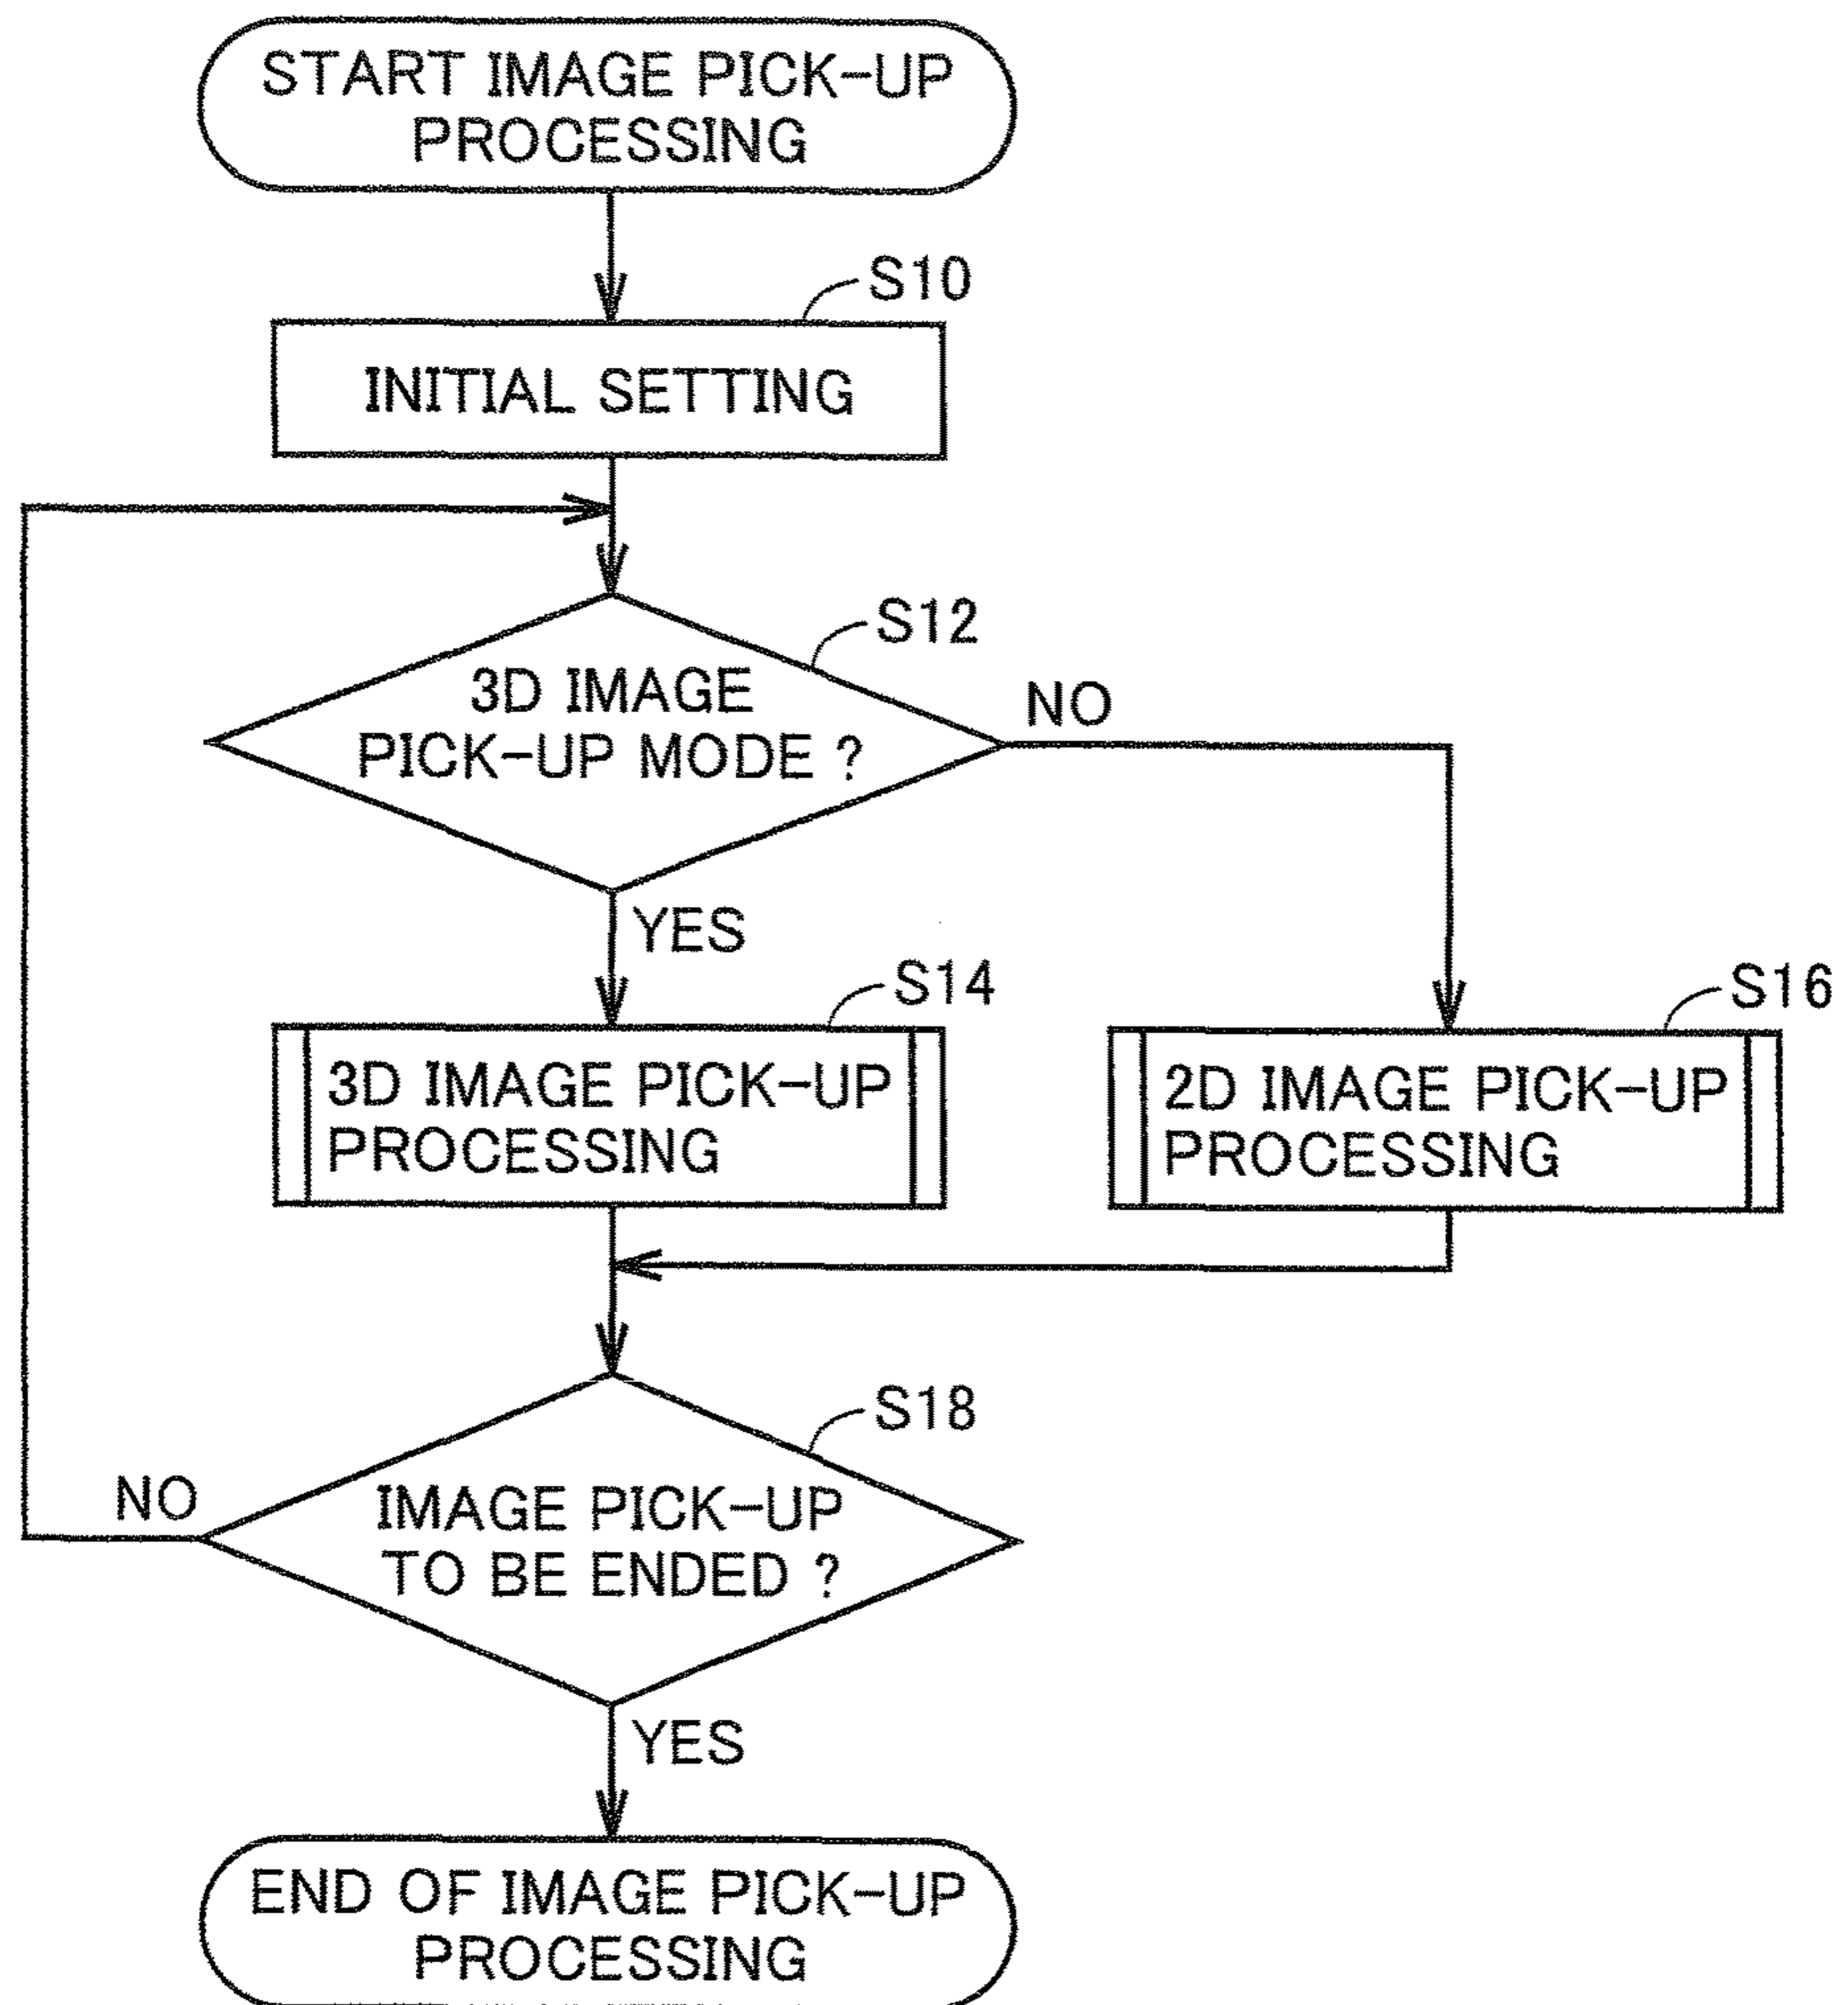 START IMAGE PICK-UP
PROCESSING
S10
INITIAL SETTING
S12
3D IMAGE
PICK-UP MODE ?
NO
YES
S14
3D IMAGE PICK-UP
PROCESSING
S16
2D IMAGE PICK-UP
PROCESSING
S18
NO
IMAGE PICK-UP
TO BE ENDED ?
YES
END OF IMAGE PICK-UP
PROCESSING